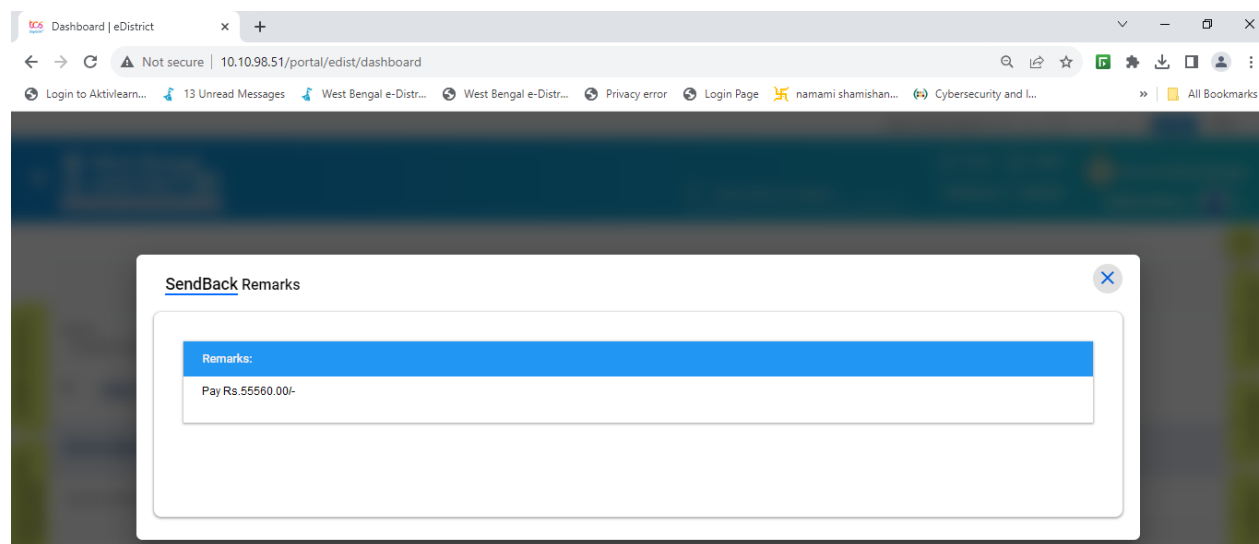 Dashboard | eDistrict
Not secure | 10.10.98.51/portal/edist/dashboard
Login to Aktivlearn... 13 Unread Messages West Bengal e-Distr... West Bengal e-Distr... Privacy error Login Page namami shamishan... Cybersecurity and I... » All Bookmarks
SendBack Remarks
Remarks:
Pay Rs.55560.00/-